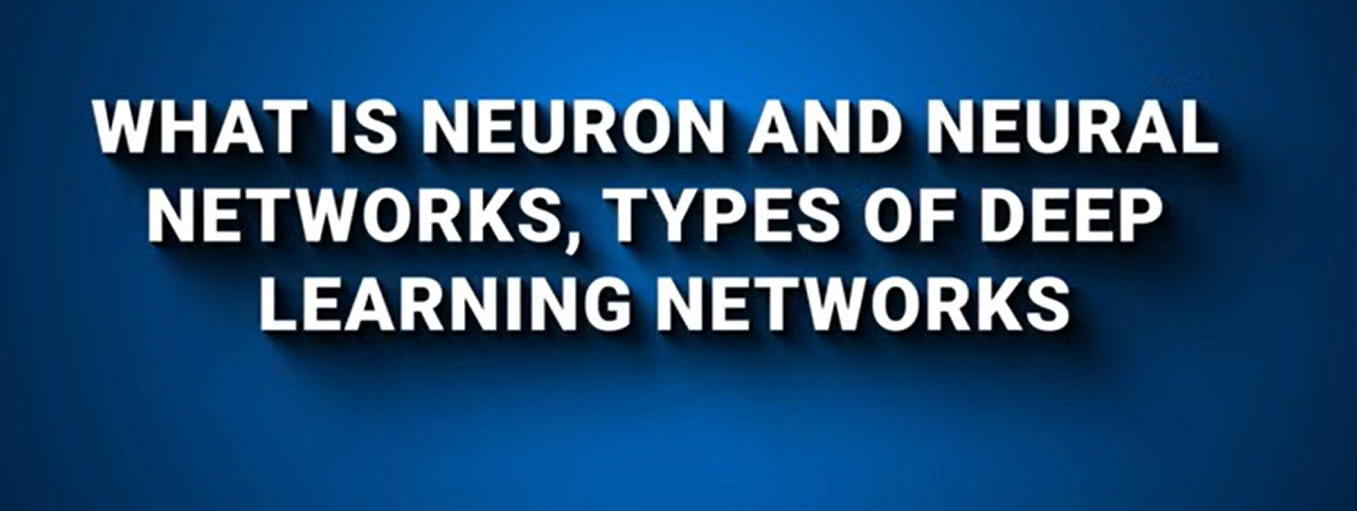 WHAT IS NEURON AND NEURAL
NETWORKS, TYPES OF DEEP
LEARNING NETWORKS